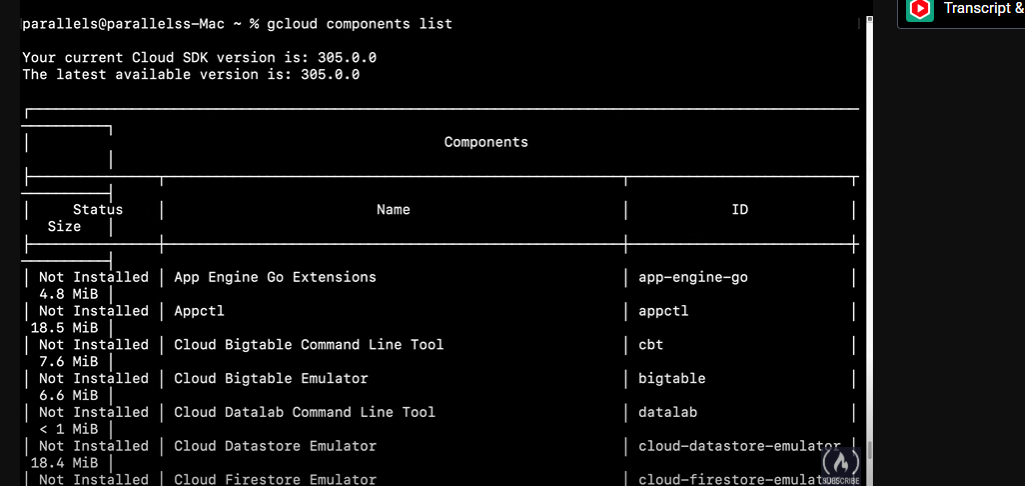 parallels@parallelss-Mac ~ % gcloud components list
Your current Cloud SDK version is: 305.0.0
The latest available version is: 305.0.0
Components
Status Name ID
Size
Not Installed App Engine Go Extensions app-engine-go
4.8 MiB
Not Installed Appctl appctl
18.5 MiB
Not Installed Cloud Bigtable Command Line Tool cbt
7.6 MiB
Not Installed Cloud Bigtable Emulator bigtable
6.6 MiB
Not Installed Cloud Datalab Command Line Tool datalab
< 1 MiB
Not Installed Cloud Datastore Emulator cloud-datastore-emulator
18.4 MiB
Not Installed Cloud Firestore Emulator cloud-firestore-emulat
SUBSCRIBE
Transcript &